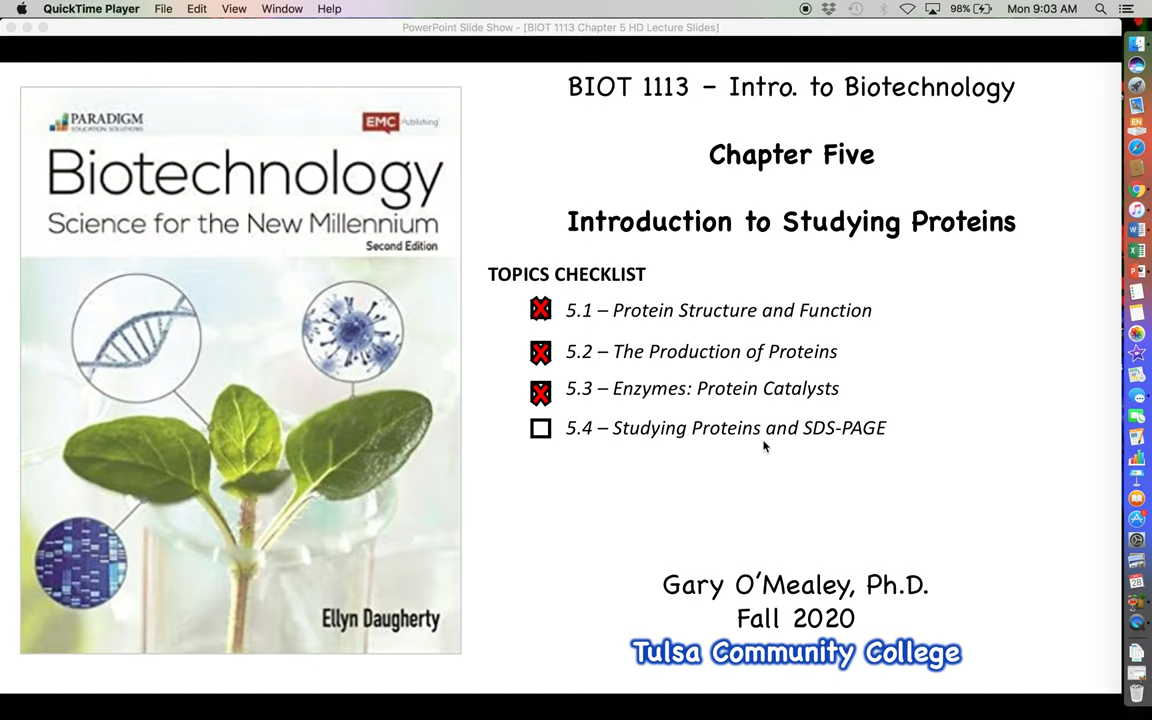 QuickTime Player File Edit View Window Help 98% Mon 9:03 AM
PowerPoint Slide Show - [BIOT 1113 Chapter 5 HD Lecture Slides]
PARADIGM
EDUCATION SOLUTIONS
EMC Publishing
Biotechnology
Science for the New Millennium
Second Edition
Ellyn Daugherty
BIOT 1113 – Intro. to Biotechnology
Chapter Five
Introduction to Studying Proteins
TOPICS CHECKLIST
5.1 – Protein Structure and Function
5.2 – The Production of Proteins
5.3 – Enzymes: Protein Catalysts
5.4 – Studying Proteins and SDS-PAGE
Gary O'Mealey, Ph.D.
Fall 2020
Tulsa Community College